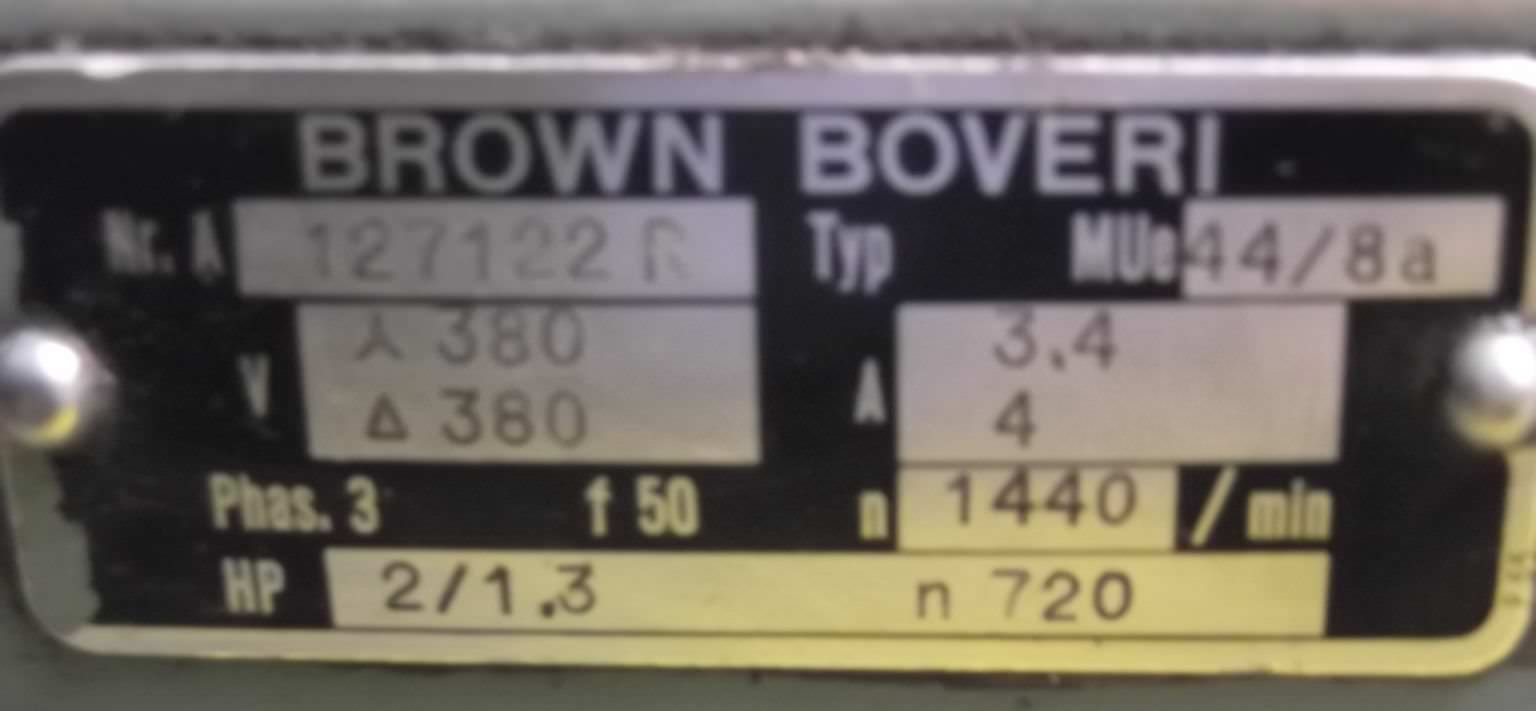 BROWN BOVERI
Nr. A 127122 R Typ MUe 44/8a
V ⅄ 380 A 3.4
Δ 380 4
Phas. 3 f 50 n 1440 /min
HP 2/1.3 n 720